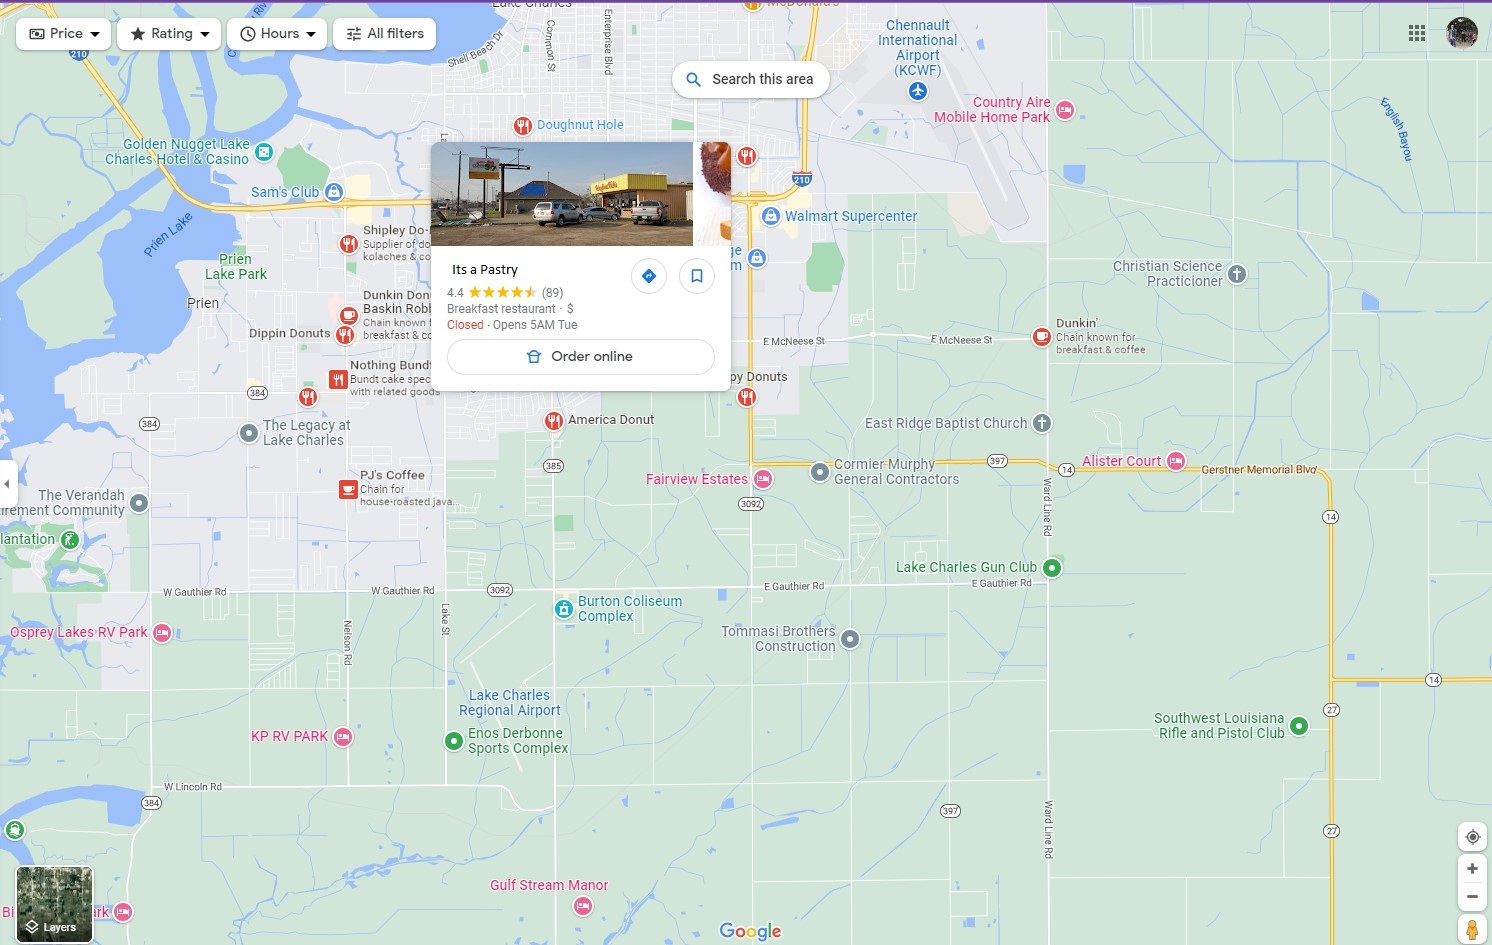 Lake Charles
McDonald's
Price
Rating
Hours
All filters
Search this area
210
Shell Beach Dr
Common St
Enterprise Blvd
Chennault
International
Airport
(KCWF)
Country Aire
Mobile Home Park
English Bayou
Doughnut Hole
Golden Nugget Lake
Charles Hotel & Casino
Sam's Club
210
Walmart Supercenter
Prien Lake
Prien
Lake Park
Prien
Shipley Do-
Supplier of do
kolaches & co
Its a Pastry
4.4 (89)
Breakfast restaurant · $
Closed · Opens 5AM Tue
Order online
ge
m
Christian Science
Practicioner
Dunkin Don
Baskin Robb
Chain known f
breakfast & co
Dippin Donuts
E McNeese St
E McNeese St
Dunkin'
Chain known for
breakfast & coffee
Nothing Bundt
Bundt cake spec
with related goods
py Donuts
384
384
America Donut
The Legacy at
Lake Charles
East Ridge Baptist Church
385
PJ's Coffee
Chain for
house-roasted java
Fairview Estates
Cormier Murphy
General Contractors
397
14
Alister Court
Gerstner Memorial Blvd
The Verandah
irement Community
3092
Ward Line Rd
14
lantation
Lake Charles Gun Club
W Gauthier Rd
W Gauthier Rd
3092
E Gauthier Rd
E Gauthier Rd
Burton Coliseum
Complex
Osprey Lakes RV Park
Nelson Rd
Lake St
Tommasi Brothers
Construction
14
Lake Charles
Regional Airport
27
KP RV PARK
Enos Derbonne
Sports Complex
Southwest Louisiana
Rifle and Pistol Club
W Lincoln Rd
384
397
Ward Line Rd
27
Gulf Stream Manor
Bi
rk
Layers
Google